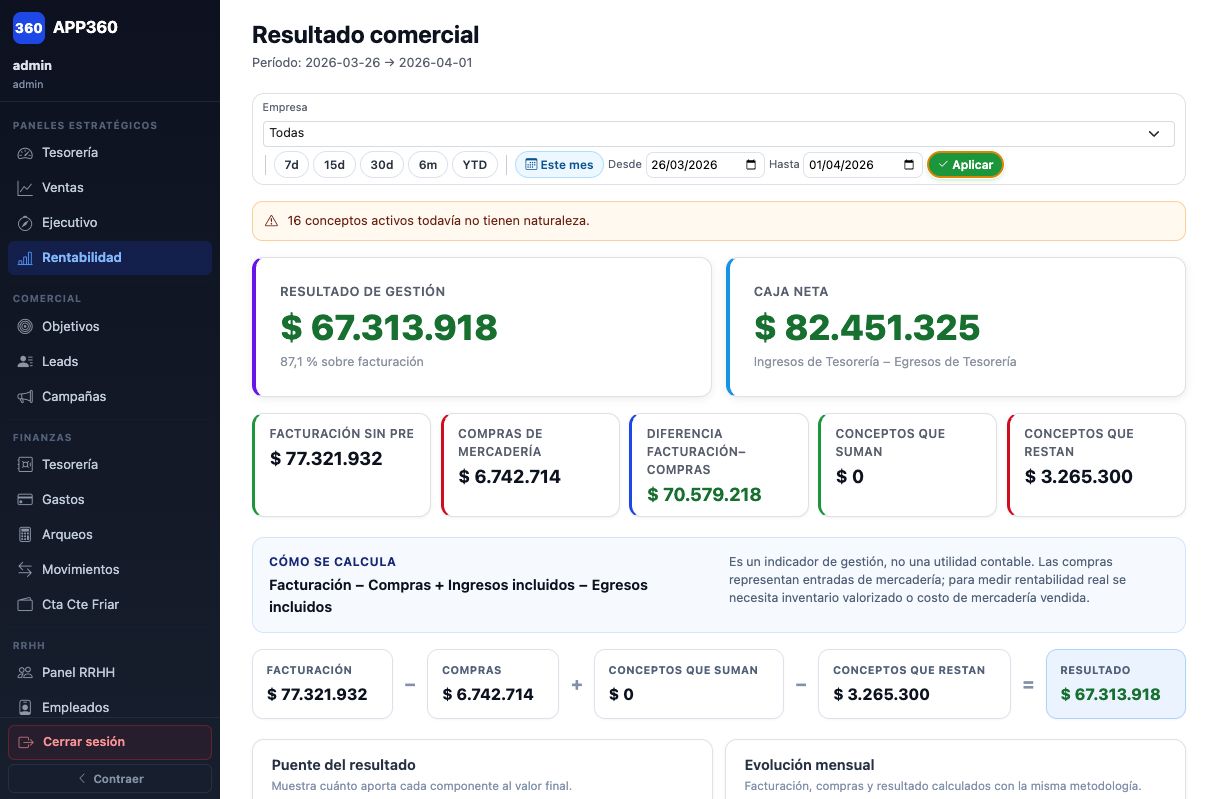 360 APP360
admin
admin
PANELES ESTRATÉGICOS
Tesorería
Ventas
Ejecutivo
Rentabilidad
COMERCIAL
Objetivos
Leads
Campañas
FINANZAS
Tesorería
Gastos
Arqueos
Movimientos
Cta Cte Friar
RRHH
Panel RRHH
Empleados
Cerrar sesión
Contraer
Resultado comercial
Período: 2026-03-26 → 2026-04-01
Empresa
Todas
7d 15d 30d 6m YTD Este mes Desde 26/03/2026 Hasta 01/04/2026 Aplicar
16 conceptos activos todavía no tienen naturaleza.
RESULTADO DE GESTIÓN
$ 67.313.918
87,1 % sobre facturación
CAJA NETA
$ 82.451.325
Ingresos de Tesorería − Egresos de Tesorería
FACTURACIÓN SIN PRE
$ 77.321.932
COMPRAS DE
MERCADERÍA
$ 6.742.714
DIFERENCIA
FACTURACIÓN–
COMPRAS
$ 70.579.218
CONCEPTOS QUE
SUMAN
$ 0
CONCEPTOS QUE
RESTAN
$ 3.265.300
CÓMO SE CALCULA
Facturación − Compras + Ingresos incluidos − Egresos
incluidos
Es un indicador de gestión, no una utilidad contable. Las compras
representan entradas de mercadería; para medir rentabilidad real se
necesita inventario valorizado o costo de mercadería vendida.
FACTURACIÓN
$ 77.321.932
−
COMPRAS
$ 6.742.714
+
CONCEPTOS QUE SUMAN
$ 0
−
CONCEPTOS QUE RESTAN
$ 3.265.300
=
RESULTADO
$ 67.313.918
Puente del resultado
Muestra cuánto aporta cada componente al valor final.
Evolución mensual
Facturación, compras y resultado calculados con la misma metodología.